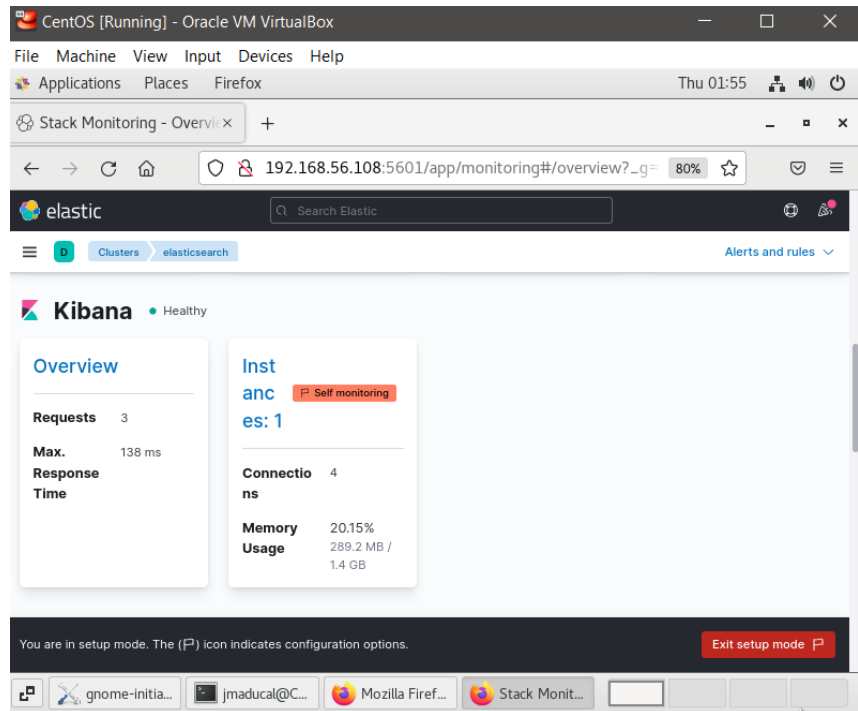 CentOS [Running] - Oracle VM VirtualBox
File Machine View Input Devices Help
Applications Places Firefox Thu 01:55
Stack Monitoring - Overvie
192.168.56.108:5601/app/monitoring#/overview?_g= 80%
elastic Search Elastic
D Clusters elasticsearch Alerts and rules
Kibana Healthy
Overview
Requests 3
Max. Response Time 138 ms
Inst
anc
es: 1
Self monitoring
Connectio
ns
4
Memory
Usage
20.15%
289.2 MB /
1.4 GB
You are in setup mode. The ( ) icon indicates configuration options. Exit setup mode
gnome-initia... jmaducal@C... Mozilla Firef... Stack Monit...